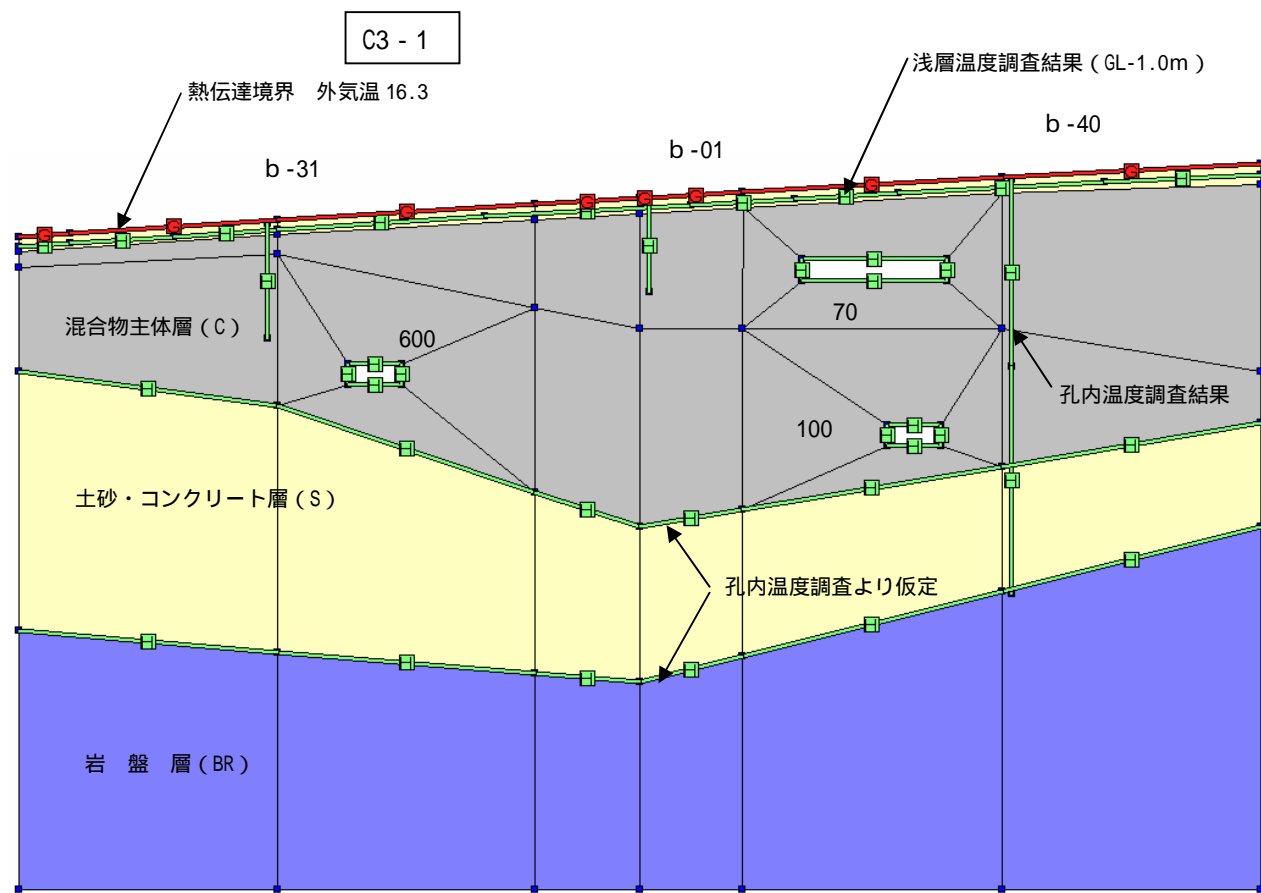 C3 - 1
浅層温度調査結果（GL-1.0m）
熱伝達境界　外気温 16.3
b -40
b -01
b -31
混合物主体層（C）
600
70
100
孔内温度調査結果
土砂・コンクリート層（S）
孔内温度調査より仮定
岩　盤　層（BR）